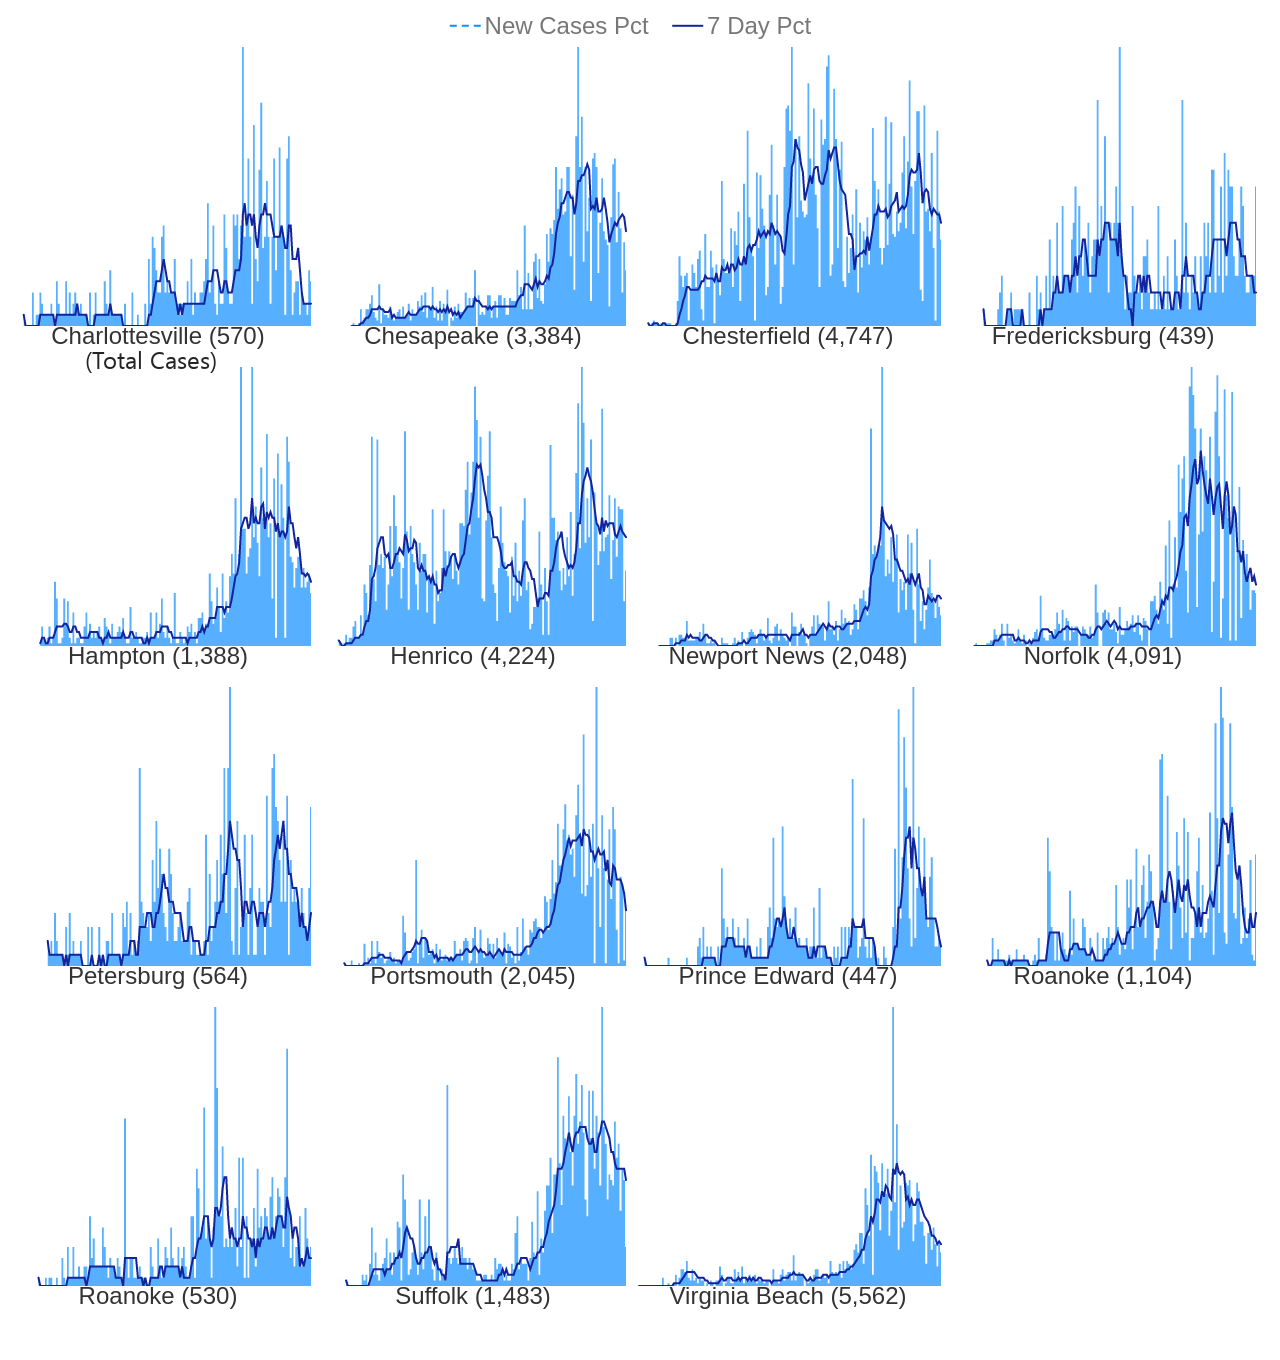 New Cases Pct 7 Day Pct
Charlottesville (570) Chesapeake (3,384) Chesterfield (4,747) Fredericksburg (439)
(Total Cases)
Hampton (1,388) Henrico (4,224) Newport News (2,048) Norfolk (4,091)
Petersburg (564) Portsmouth (2,045) Prince Edward (447) Roanoke (1,104)
Roanoke (530) Suffolk (1,483) Virginia Beach (5,562)